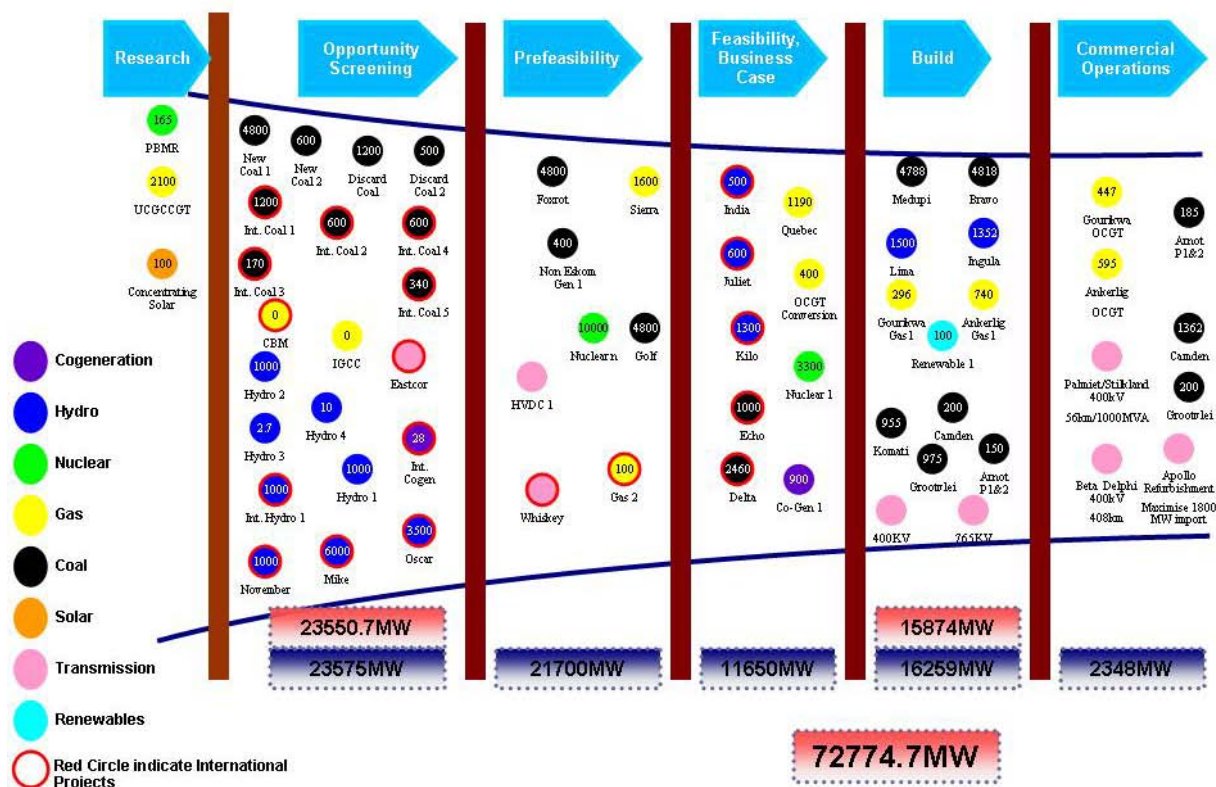 Research
Opportunity
Screening
Prefeasibility
Feasibility,
Business
Case
Build
Commercial
Operations
165
PBMR
2100
UCGCCGT
100
Concentrating
Solar
4800
New
Coal 1
600
New
Coal 2
1200
Discard
Coal
500
Discard
Coal 2
1200
Int. Coal 1
600
Int. Coal 2
600
Int. Coal 4
170
Int. Coal 3
340
Int. Coal 5
0
CBM
0
IGCC
Eastcor
1000
Hydro 2
10
Hydro 4
2.7
Hydro 3
28
Int.
Cogen
1000
Hydro 1
1000
Int. Hydro 1
3500
Oscar
1000
November
6000
Mike
4800
Foxrot
1600
Sierra
400
Non Eskom
Gen 1
10000
Nuclear n
4800
Golf
HVDC 1
Whiskey
100
Gas 2
500
India
1190
Quebec
600
Juliet
400
OCGT
Conversion
1300
Kilo
3300
Nuclear 1
1000
Echo
2460
Delta
900
Co-Gen 1
4788
Medupi
4818
Bravo
1500
Lima
1352
Ingula
296
Gourikwa
Gas1
740
Ankerlig
Gas1
100
Renewable 1
955
Komati
200
Camden
975
Grootvlei
150
Arnot
P1&2
400KV
765KV
447
Gourikwa
OCGT
185
Arnot
P1&2
595
Ankerlig
OCGT
1362
Camden
Palmiet/Stikland
400kV
56km/1000MVA
200
Grootvlei
Beta Delphi
400kV
408km
Apollo
Refurbishment
Maximise 1800
MW import
Cogeneration
Hydro
Nuclear
Gas
Coal
Solar
Transmission
Renewables
Red Circle indicate International
Projects
23550.7MW
23575MW
21700MW
11650MW
15874MW
16259MW
2348MW
72774.7MW